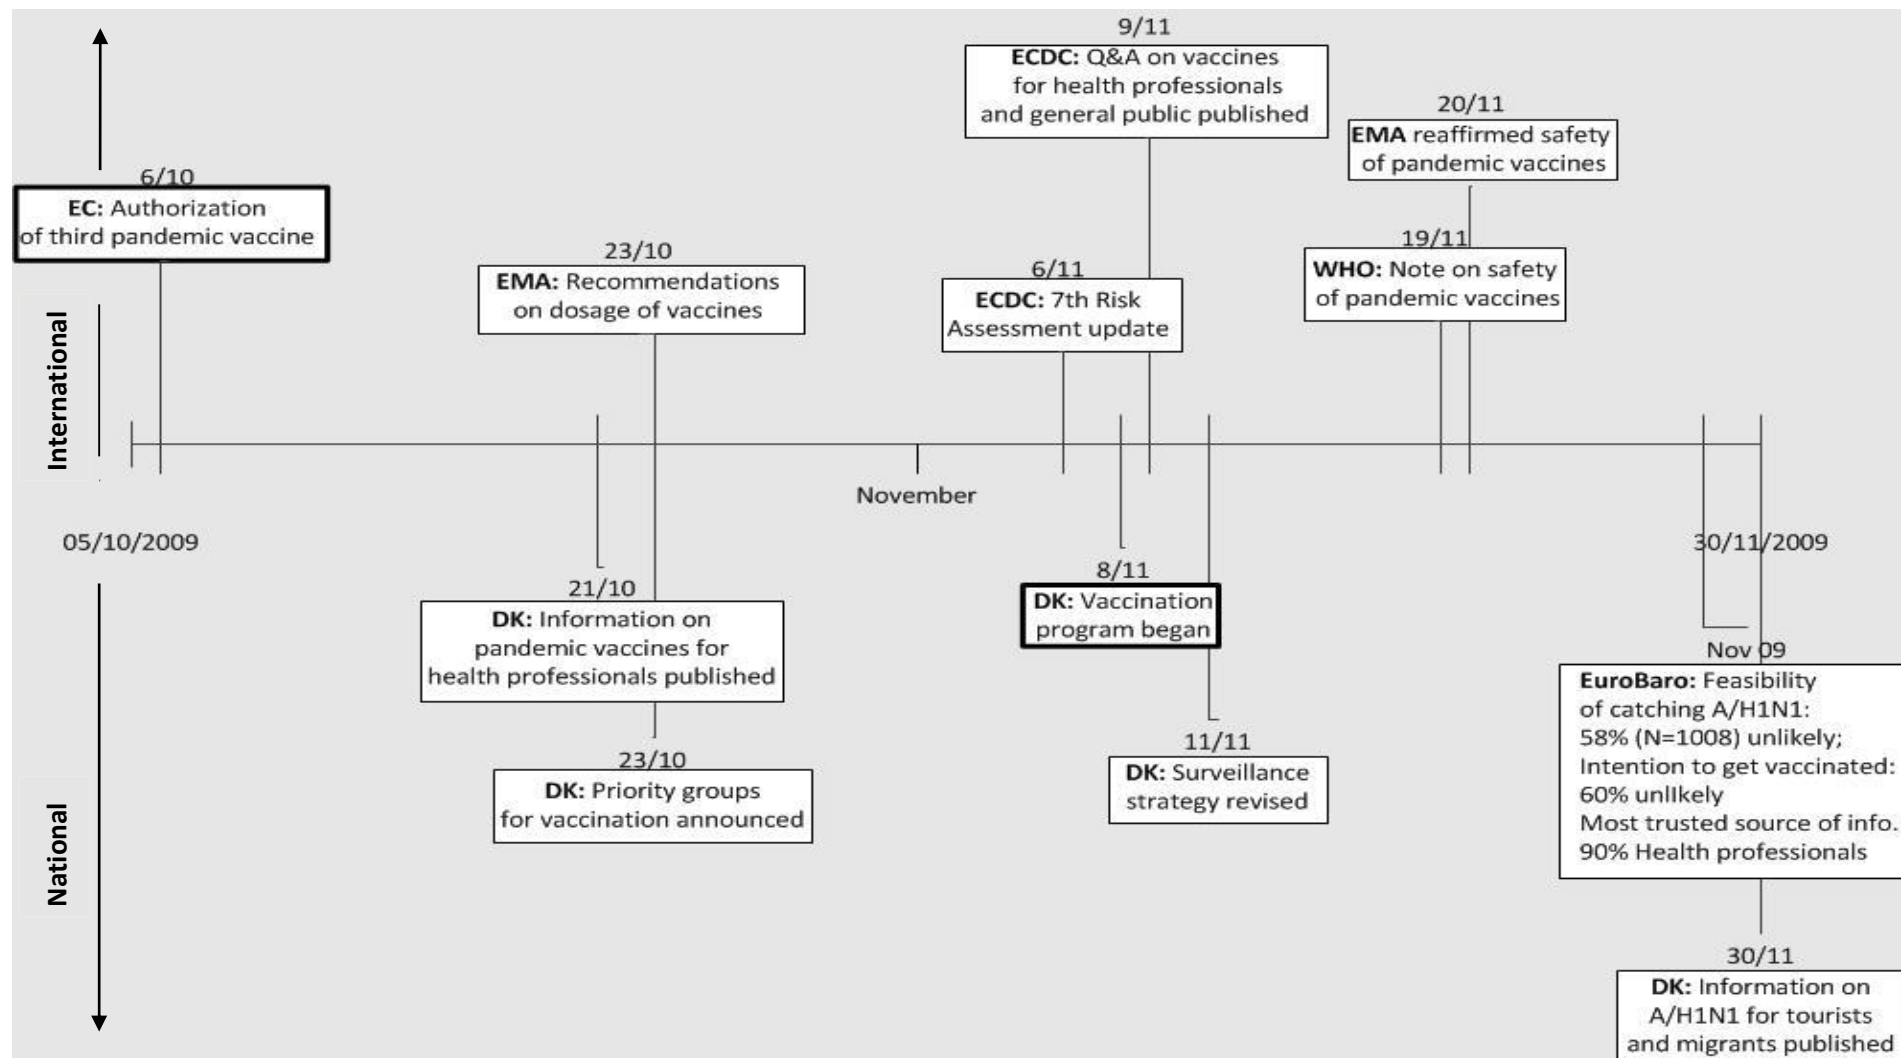 9/11
ECDC: Q&A on vaccines
for health professionals
and general public published
20/11
EMA reaffirmed safety
of pandemic vaccines
6/10
EC: Authorization
of third pandemic vaccine
23/10
EMA: Recommendations
on dosage of vaccines
6/11
ECDC: 7th Risk
Assessment update
19/11
WHO: Note on safety
of pandemic vaccines
International
November
05/10/2009
30/11/2009
21/10
DK: Information on
pandemic vaccines for
health professionals published
8/11
DK: Vaccination
program began
Nov 09
EuroBaro: Feasibility
of catching A/H1N1:
58% (N=1008) unlikely;
Intention to get vaccinated:
60% unlIkely
Most trusted source of info.
90% Health professionals
23/10
DK: Priority groups
for vaccination announced
11/11
DK: Surveillance
strategy revised
National
30/11
DK: Information on
A/H1N1 for tourists
and migrants published